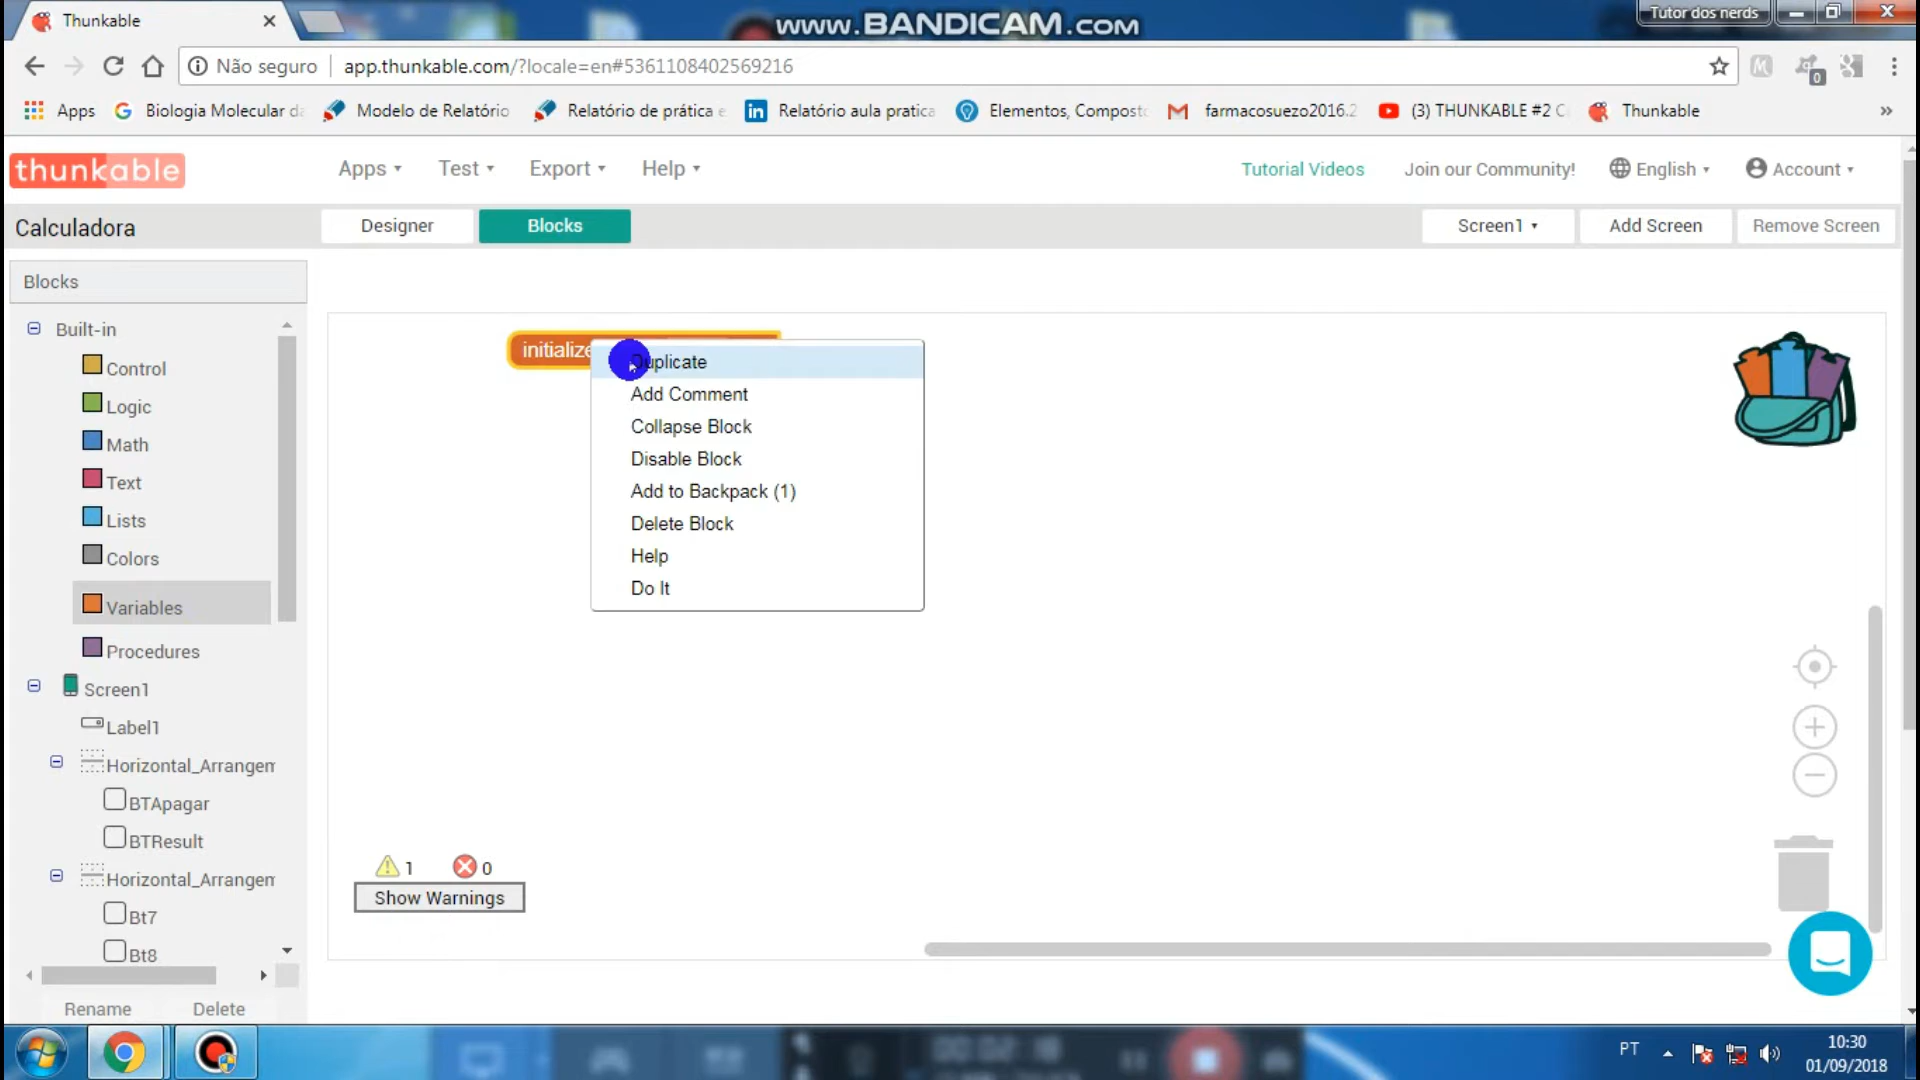 Thunkable
www.BANDICAM.com
Tutor dos nerds
Não seguro
app.thunkable.com/?locale=en#5361108402569216
0
Apps
Biologia Molecular da
Modelo de Relatório
Relatório de prática e
Relatório aula pratica
Elementos, Composto
farmacosuezo2016.2
(3) THUNKABLE #2 C
Thunkable
»
thunkable
Apps
Test
Export
Help
Tutorial Videos
Join our Community!
English
Account
Calculadora
Designer
Blocks
Screen1
Add Screen
Remove Screen
Blocks
Built-in
Control
Logic
Math
Text
Lists
Colors
Variables
Procedures
Screen1
Label1
Horizontal_Arrangem
BTApagar
BTResult
Horizontal_Arrangem
Bt7
Bt8
Rename
Delete
initialize
Duplicate
Add Comment
Collapse Block
Disable Block
Add to Backpack (1)
Delete Block
Help
Do It
1
0
Show Warnings
PT
10:30
01/09/2018